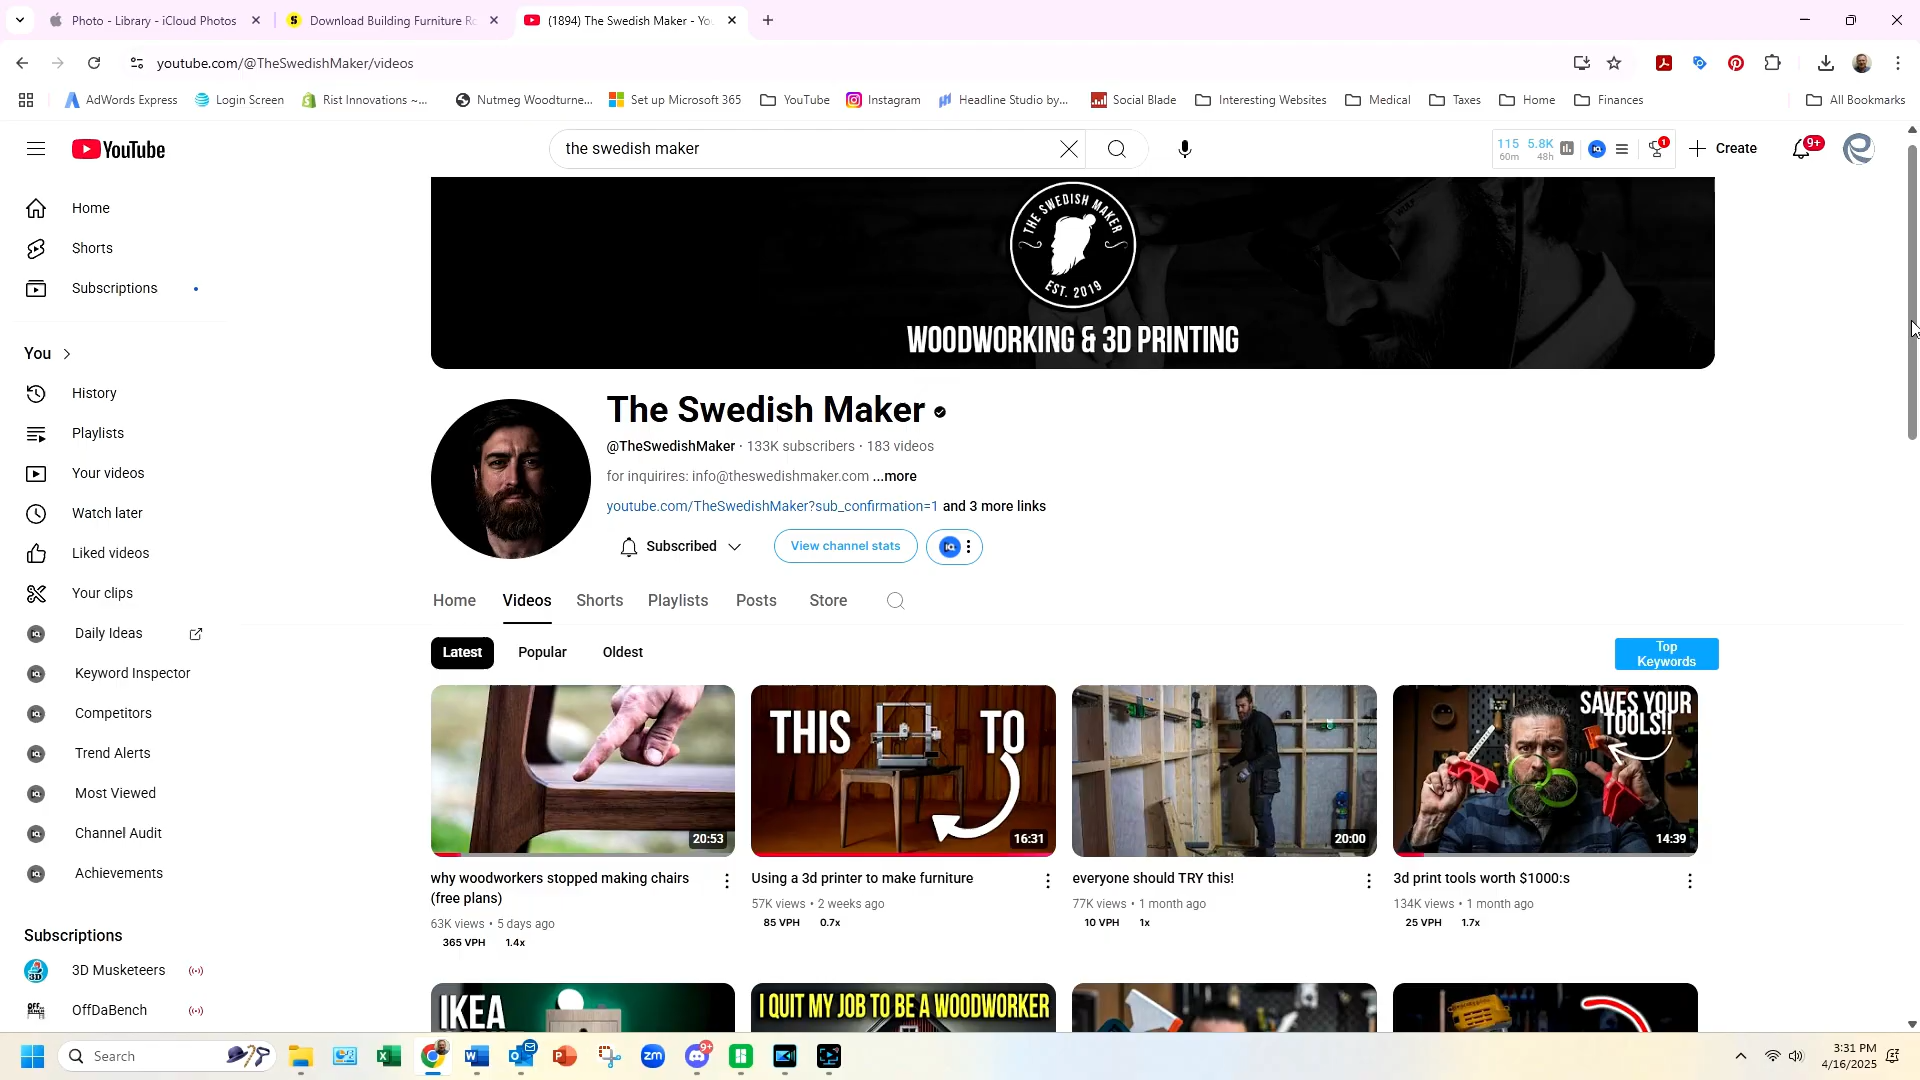 Photo - Library - iCloud Photos
Download Building Furniture Ro
(1894) The Swedish Maker - Yo
youtube.com/@TheSwedishMaker/videos
AdWords Express
Login Screen
Rist Innovations ~...
Nutmeg Woodturne...
Set up Microsoft 365
YouTube
Instagram
Headline Studio by...
Social Blade
Interesting Websites
Medical
Taxes
Home
Finances
All Bookmarks
YouTube
the swedish maker
115 5.8K
60m 48h
1
Create
9+
Home
Shorts
Subscriptions
You
History
Playlists
Your videos
Watch later
Liked videos
Your clips
Daily Ideas
Keyword Inspector
Competitors
Trend Alerts
Most Viewed
Channel Audit
Achievements
Subscriptions
3D Musketeers
OffDaBench
THE SWEDISH MAKER
EST. 2019
WOODWORKING & 3D PRINTING
The Swedish Maker
@TheSwedishMaker · 133K subscribers · 183 videos
for inquirires: info@theswedishmaker.com ...more
youtube.com/TheSwedishMaker?sub_confirmation=1 and 3 more links
Subscribed
View channel stats
Home Videos Shorts Playlists Posts Store
Latest Popular Oldest
Top
Keywords
20:53
why woodworkers stopped making chairs
(free plans)
63K views • 5 days ago
365 VPH 1.4x
THIS TO
16:31
Using a 3d printer to make furniture
57K views • 2 weeks ago
85 VPH 0.7x
20:00
everyone should TRY this!
77K views • 1 month ago
10 VPH 1x
SAVES YOUR
TOOLS!!
14:39
3d print tools worth $1000:s
134K views • 1 month ago
25 VPH 1.7x
IKEA
I QUIT MY JOB TO BE A WOODWORKER
Search
zm
9+
3:31 PM
4/16/2025